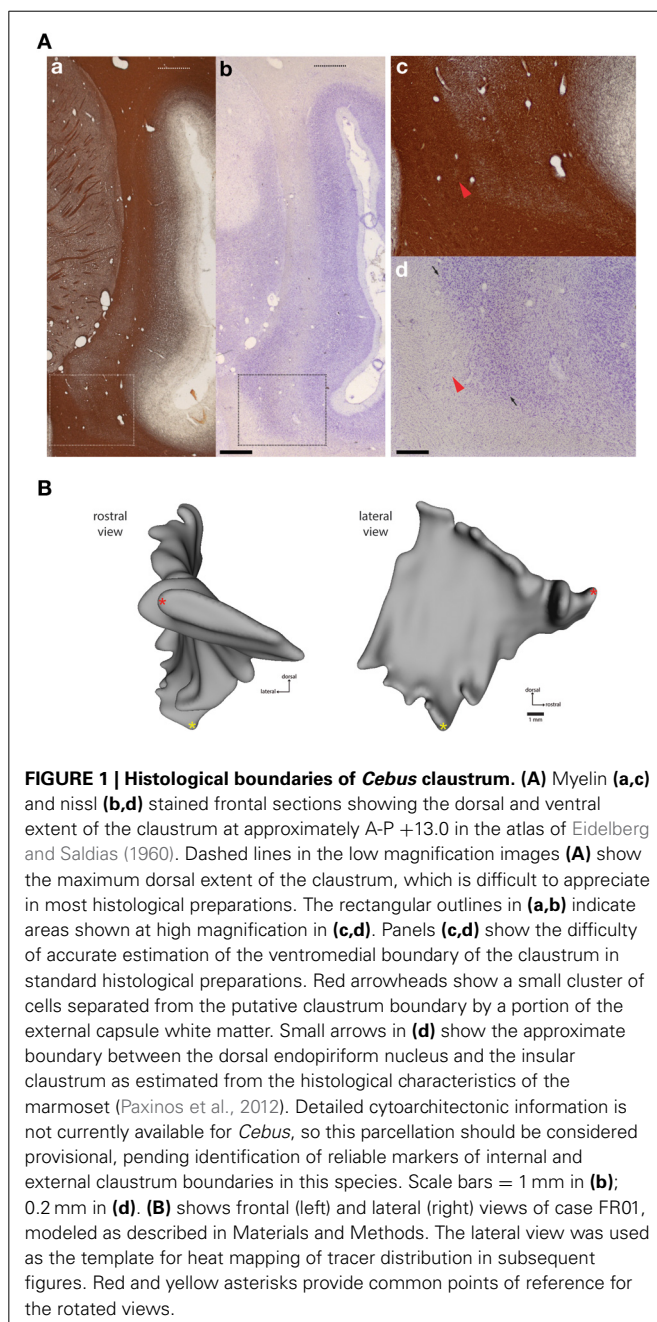 A
a
b
c
d
B
rostral
view
lateral
view
dorsal
lateral
dorsal
rostral
1 mm
FIGURE 1 | Histological boundaries of Cebus claustrum. (A) Myelin (a,c)
and nissl (b,d) stained frontal sections showing the dorsal and ventral
extent of the claustrum at approximately A-P +13.0 in the atlas of Eidelberg
and Saldias (1960). Dashed lines in the low magnification images (A) show
the maximum dorsal extent of the claustrum, which is difficult to appreciate
in most histological preparations. The rectangular outlines in (a,b) indicate
areas shown at high magnification in (c,d). Panels (c,d) show the difficulty
of accurate estimation of the ventromedial boundary of the claustrum in
standard histological preparations. Red arrowheads show a small cluster of
cells separated from the putative claustrum boundary by a portion of the
external capsule white matter. Small arrows in (d) show the approximate
boundary between the dorsal endopiriform nucleus and the insular
claustrum as estimated from the histological characteristics of the
marmoset (Paxinos et al., 2012). Detailed cytoarchitectonic information is
not currently available for Cebus, so this parcellation should be considered
provisional, pending identification of reliable markers of internal and
external claustrum boundaries in this species. Scale bars = 1 mm in (b);
0.2 mm in (d). (B) shows frontal (left) and lateral (right) views of case FR01,
modeled as described in Materials and Methods. The lateral view was used
as the template for heat mapping of tracer distribution in subsequent
figures. Red and yellow asterisks provide common points of reference for
the rotated views.